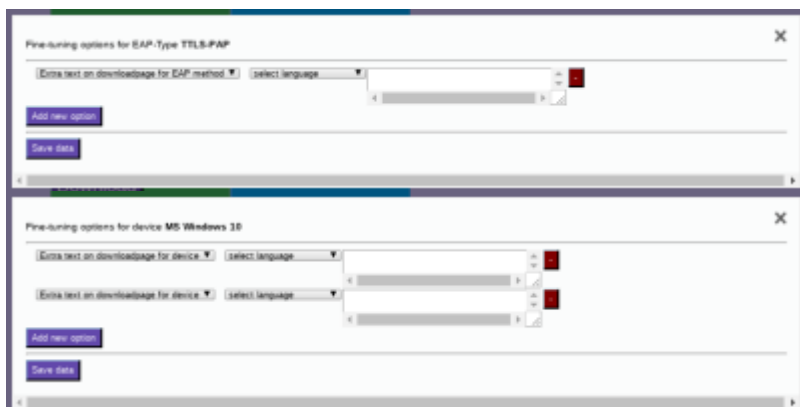 Fine-tuning options for EAP-Type TTLS-PAP
Extra text on downloadpage for EAP method select language
-
Add new option
Save data
Fine-tuning options for device MS Windows 10
Extra text on downloadpage for device select language
-
Extra text on downloadpage for device select language
-
Add new option
Save data